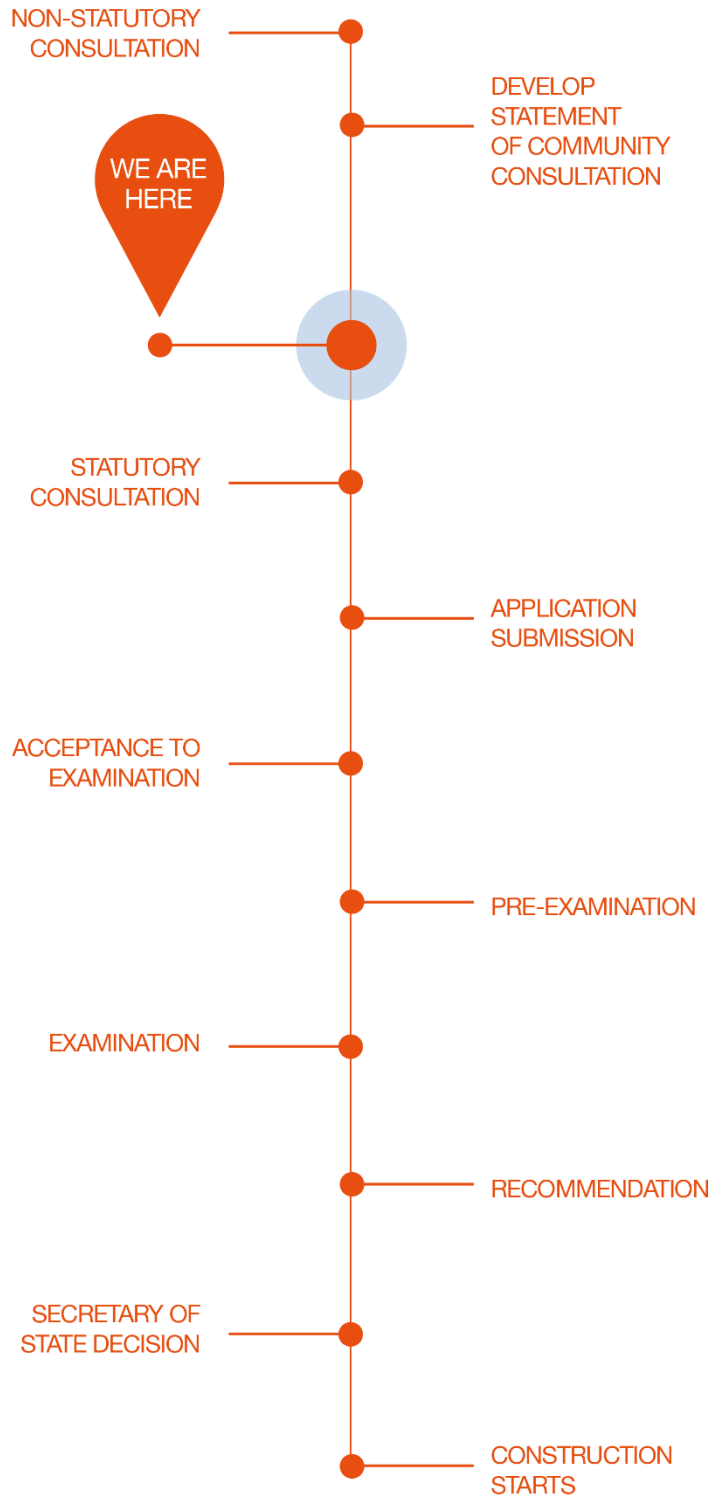 NON-STATUTORY
CONSULTATION
DEVELOP
STATEMENT
OF COMMUNITY
CONSULTATION
WE ARE
HERE
STATUTORY
CONSULTATION
APPLICATION
SUBMISSION
ACCEPTANCE TO
EXAMINATION
PRE-EXAMINATION
EXAMINATION
RECOMMENDATION
SECRETARY OF
STATE DECISION
CONSTRUCTION
STARTS